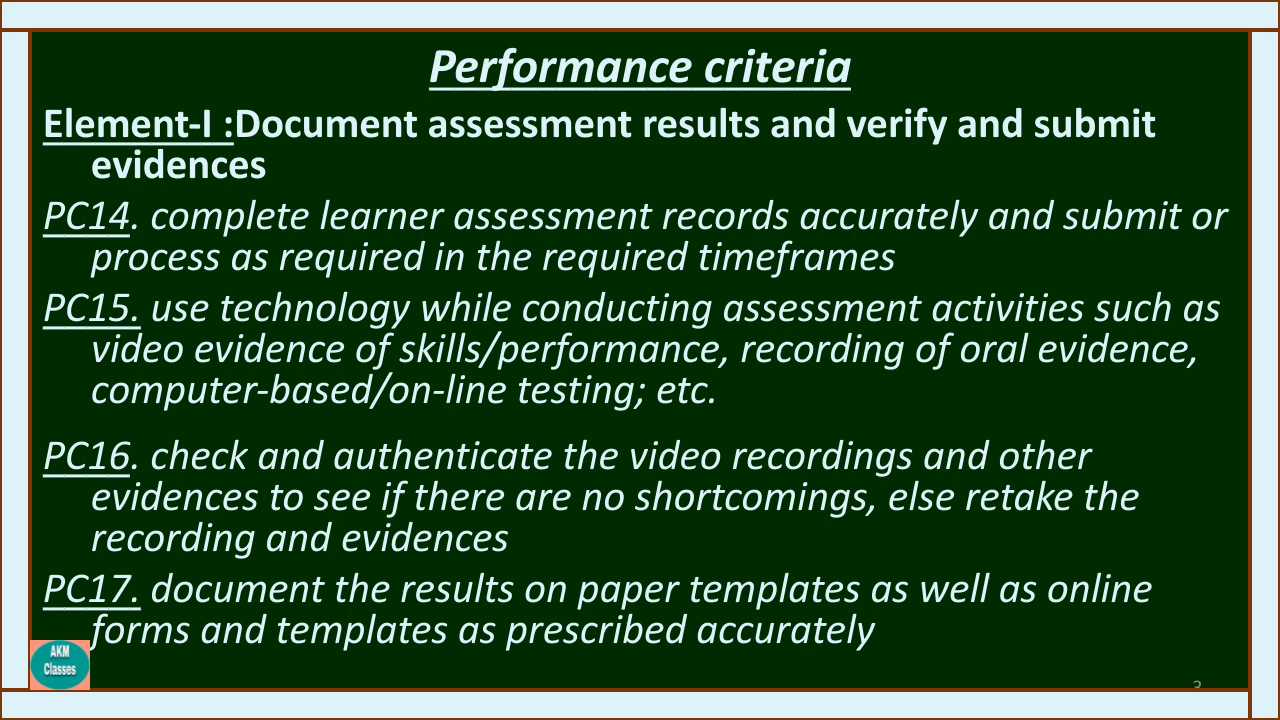 Performance criteria
Element-I :Document assessment results and verify and submit
evidences
PC14. complete learner assessment records accurately and submit or
process as required in the required timeframes
PC15. use technology while conducting assessment activities such as
video evidence of skills/performance, recording of oral evidence,
computer-based/on-line testing; etc.
PC16. check and authenticate the video recordings and other
evidences to see if there are no shortcomings, else retake the
recording and evidences
PC17. document the results on paper templates as well as online
forms and templates as prescribed accurately
AKM
Classes
3